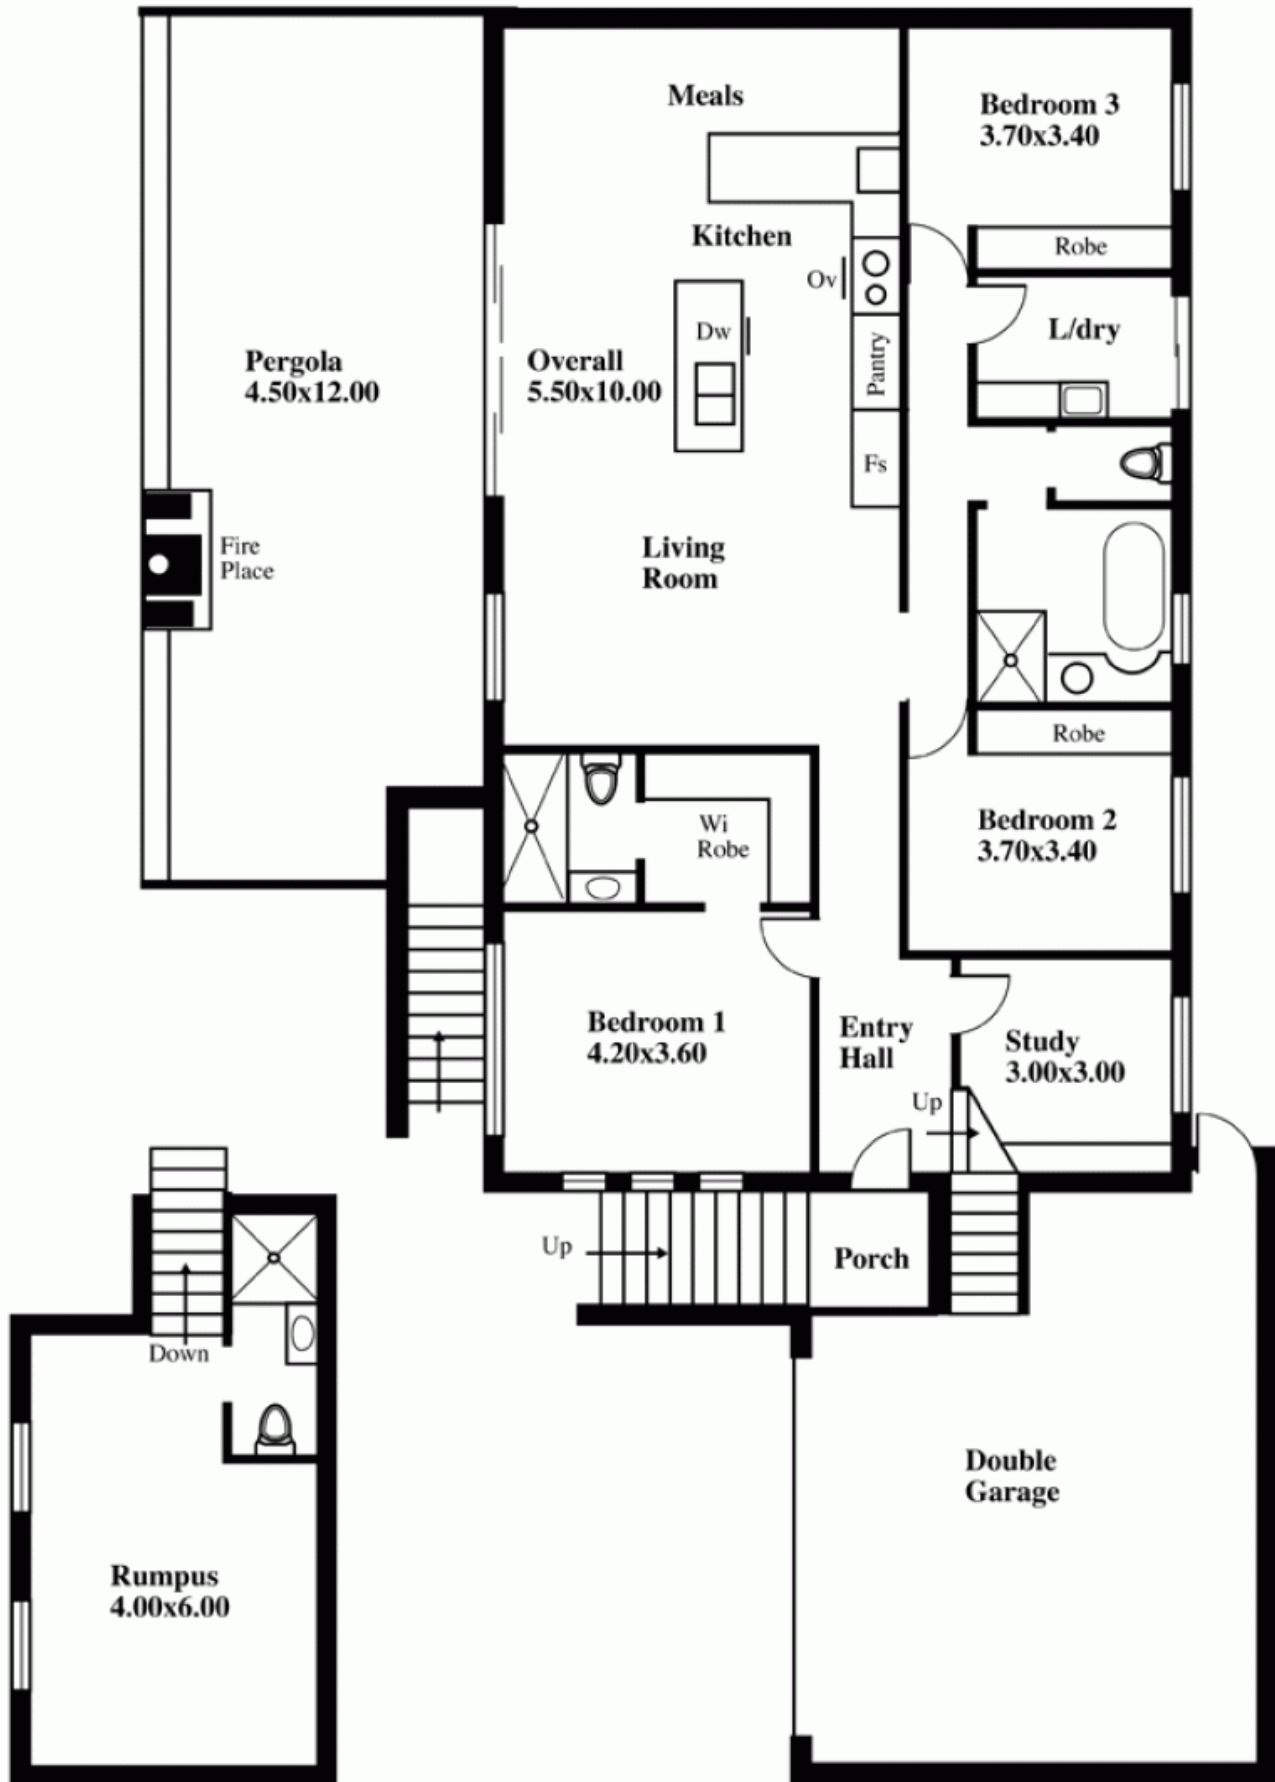 Meals
Bedroom 3
3.70x3.40
Kitchen
Robe
Ov
L/dry
Dw
Pantry
Pergola
4.50x12.00
Overall
5.50x10.00
Fs
Fire
Place
Living
Room
Robe
Wi
Robe
Bedroom 2
3.70x3.40
Bedroom 1
4.20x3.60
Entry
Hall
Study
3.00x3.00
Up
Up
Porch
Down
Double
Garage
Rumpus
4.00x6.00